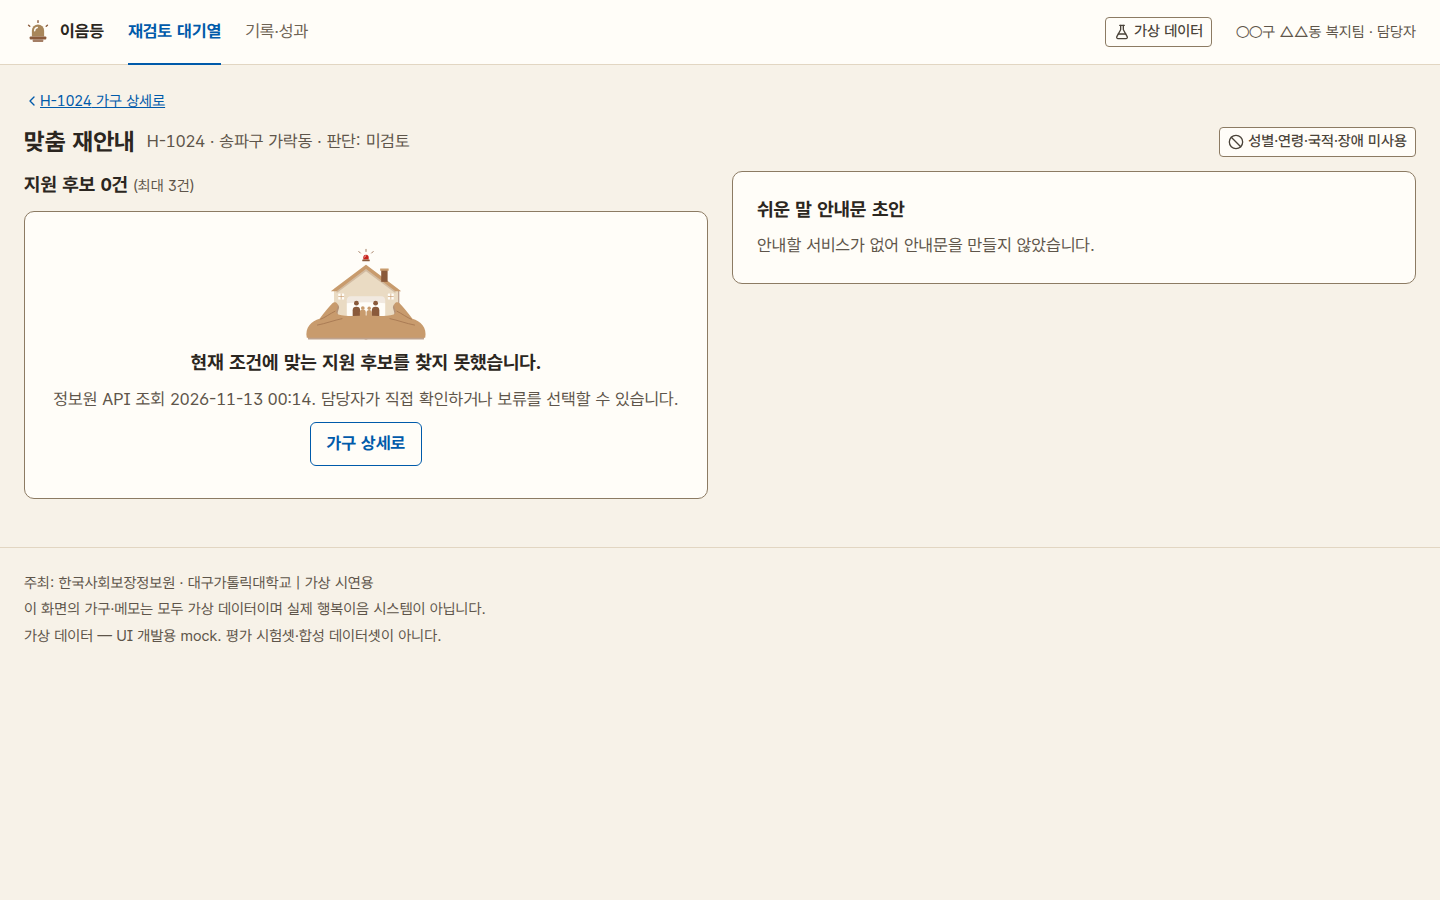 이음등
재검토 대기열
기록·성과
가상 데이터
○○구 △△동 복지팀 · 담당자
H-1024 가구 상세로
맞춤 재안내 H-1024 · 송파구 가락동 · 판단: 미검토
성별·연령·국적·장애 미사용
지원 후보 0건 (최대 3건)
현재 조건에 맞는 지원 후보를 찾지 못했습니다.
정보원 API 조회 2026-11-13 00:14. 담당자가 직접 확인하거나 보류를 선택할 수 있습니다.
가구 상세로
쉬운 말 안내문 초안
안내할 서비스가 없어 안내문을 만들지 않았습니다.
주최: 한국사회보장정보원 · 대구가톨릭대학교 | 가상 시연용
이 화면의 가구·메모는 모두 가상 데이터이며 실제 행복이음 시스템이 아닙니다.
가상 데이터 — UI 개발용 mock. 평가 시험셋·합성 데이터셋이 아니다.